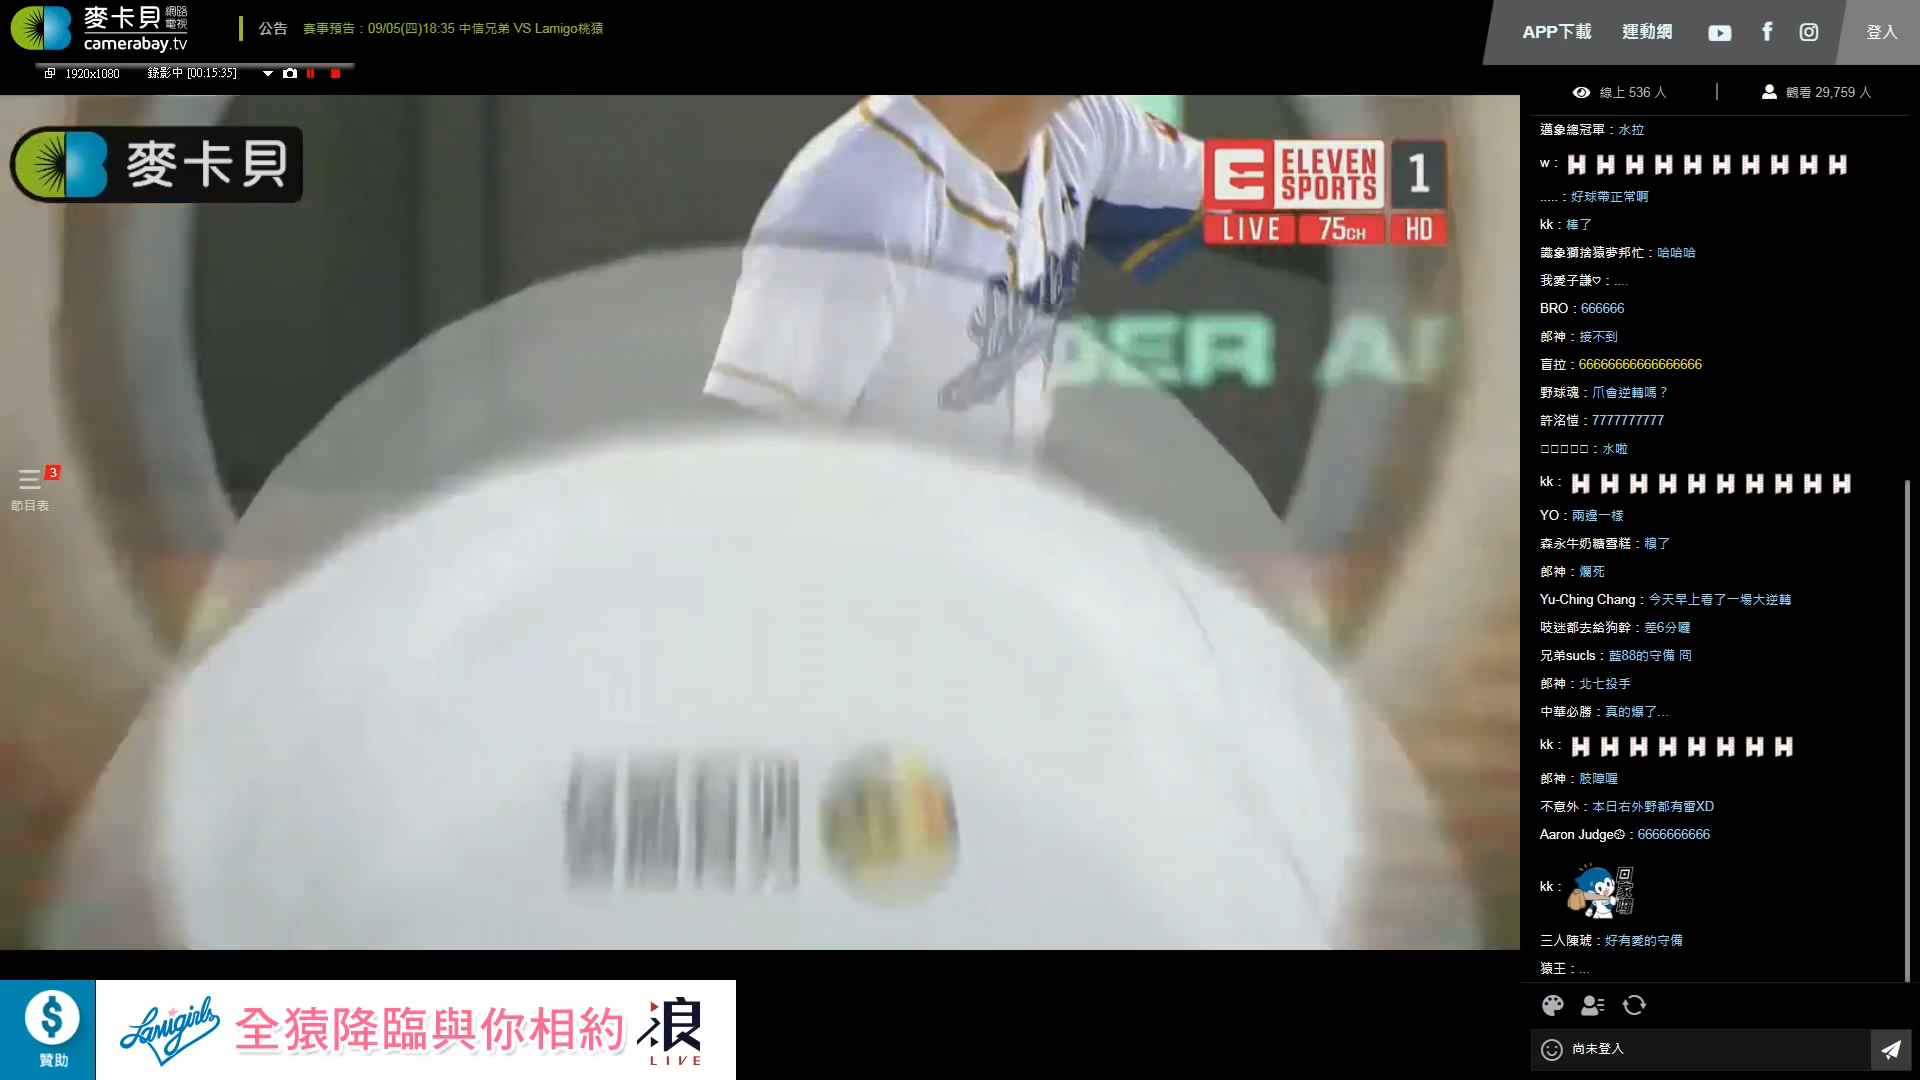 麥卡貝 網路電視
camerabay.tv
公告 賽事預告：09/05(四)18:35 中信兄弟 VS Lamigo桃猿
APP下載 運動網 登入
1920x1080 錄影中 [00:15:35]
線上 536 人 | 觀看 29,759 人
麥卡貝
ELEVEN SPORTS 1
LIVE 75CH HD
3
節目表
邁象總冠軍：水拉
w： H H H H H H H H H H
.....：好球帶正常啊
kk：棒了
識象獅捨猿夢邦忙：哈哈哈
我愛子謙♡：....
BRO：666666
郎神：接不到
盲拉：66666666666666666
野球魂：爪會逆轉嗎？
許洺愷：7777777777
□□□□□：水啦
kk： H H H H H H H H H H
YO：兩邊一樣
森永牛奶糖雪糕：糗了
郎神：爛死
Yu-Ching Chang：今天早上看了一場大逆轉
吱迷都去給狗幹：差6分囉
兄弟sucls：藍88的守備 冏
郎神：北七投手
中華必勝：真的爆了...
kk： H H H H H H H H
郎神：肢障喔
不意外：本日右外野都有雷XD
Aaron Judge：6666666666
kk： 回家囉
三人陳琥：好有愛的守備
猿王：...
尚未登入
$
贊助
Lamigirls 全猿降臨與你相約 浪 LIVE